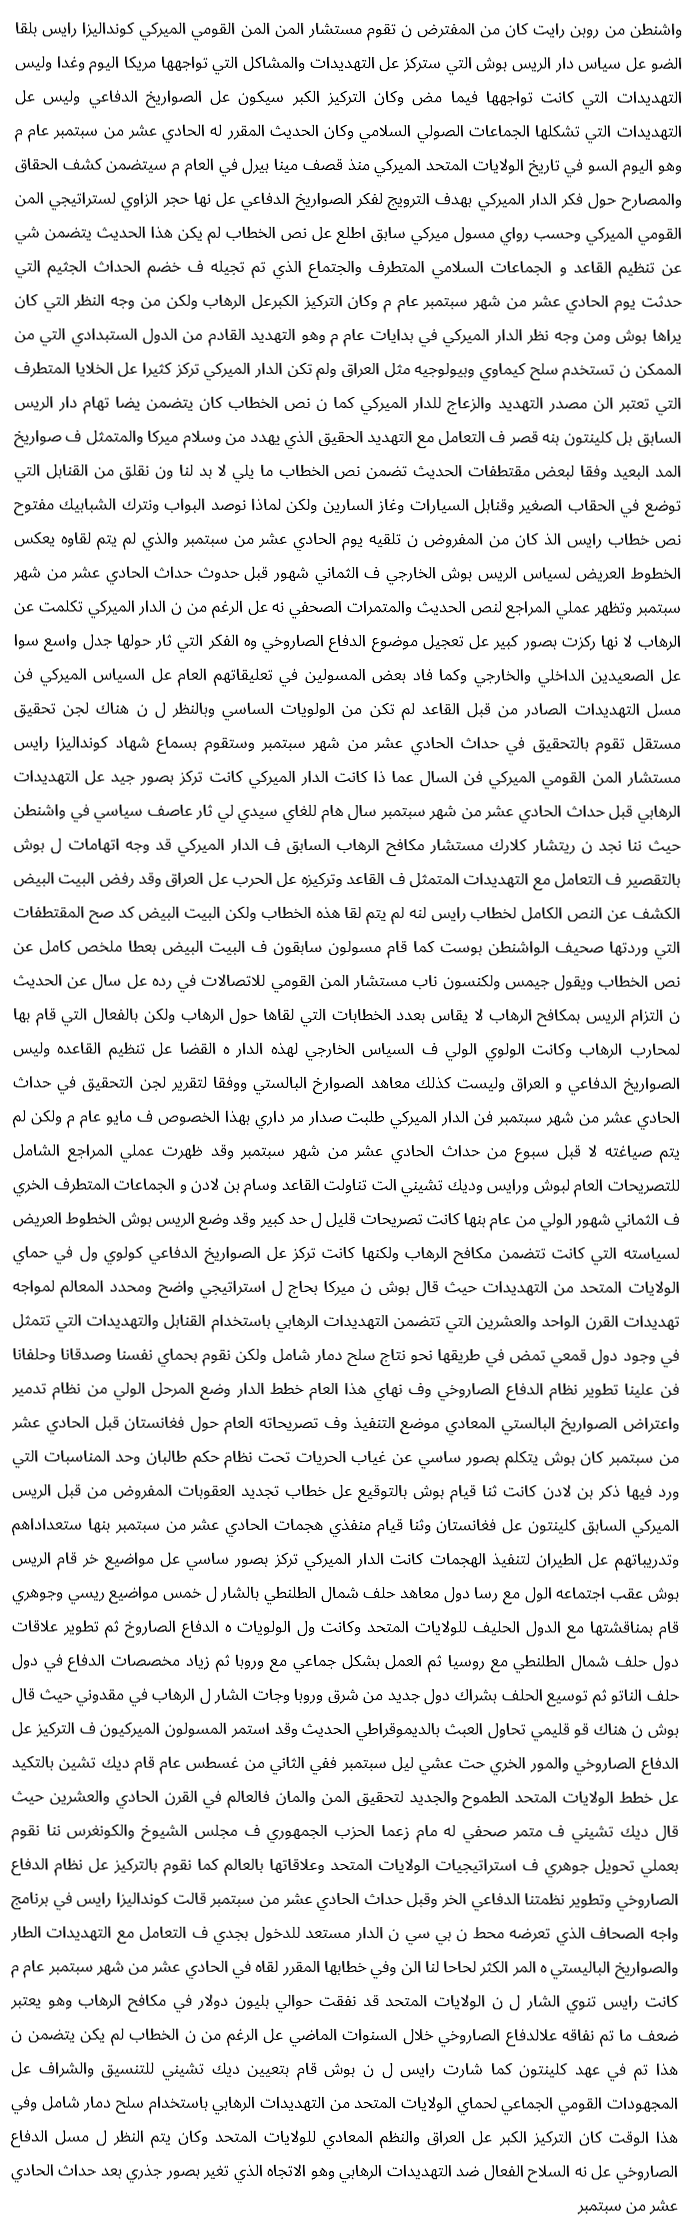 واشنطن من روبن رايت كان من المفترض ن تقوم مستشار المن المن القومي الميركي كونداليزا رايس بلقا
الضو عل سياس دار الريس بوش التي ستركز عل التهديدات والمشاكل التي تواجهها مريكا اليوم وغدا وليس
التهديدات التي كانت تواجهها فيما مض وكان التركيز الكبر سيكون عل الصواريخ الدفاعي وليس عل
التهديدات التي تشكلها الجماعات الصولي السلامي وكان الحديث المقرر له الحادي عشر من سبتمبر عام م
وهو اليوم السو في تاريخ الولايات المتحد الميركي منذ قصف مينا بيرل في العام م سيتضمن كشف الحقاق
والمصارح حول فكر الدار الميركي بهدف الترويج لفكر الصواريخ الدفاعي عل نها حجر الزاوي لستراتيجي المن
القومي الميركي وحسب رواي مسول ميركي سابق اطلع عل نص الخطاب لم يكن هذا الحديث يتضمن شي
عن تنظيم القاعد و الجماعات السلامي المتطرف والجتماع الذي تم تجيله ف خضم الحداث الجثيم التي
حدثت يوم الحادي عشر من شهر سبتمبر عام م وكان التركيز الكبرعل الرهاب ولكن من وجه النظر التي كان
يراها بوش ومن وجه نظر الدار الميركي في بدايات عام م وهو التهديد القادم من الدول الستبدادي التي من
الممكن ن تستخدم سلح كيماوي وبيولوجيه مثل العراق ولم تكن الدار الميركي تركز كثيرا عل الخلايا المتطرف
التي تعتبر الن مصدر التهديد والزعاج للدار الميركي كما ن نص الخطاب كان يتضمن يضا تهام دار الريس
السابق بل كلينتون بنه قصر ف التعامل مع التهديد الحقيق الذي يهدد من وسلام ميركا والمتمثل ف صواريخ
المد البعيد وفقا لبعض مقتطفات الحديث تضمن نص الخطاب ما يلي لا بد لنا ون نقلق من القنابل التي
توضع في الحقاب الصغير وقنابل السيارات وغاز السارين ولكن لماذا نوصد البواب ونترك الشبابيك مفتوح
نص خطاب رايس الذ كان من المفروض ن تلقيه يوم الحادي عشر من سبتمبر والذي لم يتم لقاوه يعكس
الخطوط العريض لسياس الريس بوش الخارجي ف الثماني شهور قبل حدوث حداث الحادي عشر من شهر
سبتمبر وتظهر عملي المراجع لنص الحديث والمتمرات الصحفي نه عل الرغم من ن الدار الميركي تكلمت عن
الرهاب لا نها ركزت بصور كبير عل تعجيل موضوع الدفاع الصاروخي وه الفكر التي ثار حولها جدل واسع سوا
عل الصعيدين الداخلي والخارجي وكما فاد بعض المسولين في تعليقاتهم العام عل السياس الميركي فن
مسل التهديدات الصادر من قبل القاعد لم تكن من الولويات الساسي وبالنظر ل ن هناك لجن تحقيق
مستقل تقوم بالتحقيق في حداث الحادي عشر من شهر سبتمبر وستقوم بسماع شهاد كونداليزا رايس
مستشار المن القومي الميركي فن السال عما ذا كانت الدار الميركي كانت تركز بصور جيد عل التهديدات
الرهابي قبل حداث الحادي عشر من شهر سبتمبر سال هام للغاي سيدي لي ثار عاصف سياسي في واشنطن
حيث ننا نجد ن ريتشار كلارك مستشار مكافح الرهاب السابق ف الدار الميركي قد وجه اتهامات ل بوش
بالتقصير ف التعامل مع التهديدات المتمثل ف القاعد وتركيزه عل الحرب عل العراق وقد رفض البيت البيض
الكشف عن النص الكامل لخطاب رايس لنه لم يتم لقا هذه الخطاب ولكن البيت البيض كد صح المقتطفات
التي وردتها صحيف الواشنطن بوست كما قام مسولون سابقون ف البيت البيض بعطا ملخص كامل عن
نص الخطاب ويقول جيمس ولكنسون ناب مستشار المن القومي للاتصالات في رده عل سال عن الحديث
ن التزام الريس بمكافح الرهاب لا يقاس بعدد الخطابات التي لقاها حول الرهاب ولكن بالفعال التي قام بها
لمحارب الرهاب وكانت الولوي الولي ف السياس الخارجي لهذه الدار ه القضا عل تنظيم القاعده وليس
الصواريخ الدفاعي و العراق وليست كذلك معاهد الصوارخ البالستي ووفقا لتقرير لجن التحقيق في حداث
الحادي عشر من شهر سبتمبر فن الدار الميركي طلبت صدار مر داري بهذا الخصوص ف مايو عام م ولكن لم
يتم صياغته لا قبل سبوع من حداث الحادي عشر من شهر سبتمبر وقد ظهرت عملي المراجع الشامل
للتصريحات العام لبوش ورايس وديك تشيني الت تناولت القاعد وسام بن لادن و الجماعات المتطرف الخري
ف الثماني شهور الولي من عام بنها كانت تصريحات قليل ل حد كبير وقد وضع الريس بوش الخطوط العريض
لسياسته التي كانت تتضمن مكافح الرهاب ولكنها كانت تركز عل الصواريخ الدفاعي كولوي ول في حماي
الولايات المتحد من التهديدات حيث قال بوش ن ميركا بحاج ل استراتيجي واضح ومحدد المعالم لمواجه
تهديدات القرن الواحد والعشرين التي تتضمن التهديدات الرهابي باستخدام القنابل والتهديدات التي تتمثل
في وجود دول قمعي تمض في طريقها نحو نتاج سلح دمار شامل ولكن نقوم بحماي نفسنا وصدقانا وحلفانا
فن علينا تطوير نظام الدفاع الصاروخي وف نهاي هذا العام خطط الدار وضع المرحل الولي من نظام تدمير
واعتراض الصواريخ البالستي المعادي موضع التنفيذ وف تصريحاته العام حول فغانستان قبل الحادي عشر
من سبتمبر كان بوش يتكلم بصور ساسي عن غياب الحريات تحت نظام حكم طالبان وحد المناسبات التي
ورد فيها ذكر بن لادن كانت ثنا قيام بوش بالتوقيع عل خطاب تجديد العقوبات المفروض من قبل الريس
الميركي السابق كلينتون عل فغانستان وثنا قيام منفذي هجمات الحادي عشر من سبتمبر بنها ستعداداهم
وتدريباتهم عل الطيران لتنفيذ الهجمات كانت الدار الميركي تركز بصور ساسي عل مواضيع خر قام الريس
بوش عقب اجتماعه الول مع رسا دول معاهد حلف شمال الطلنطي بالشار ل خمس مواضيع ريسي وجوهري
قام بمناقشتها مع الدول الحليف للولايات المتحد وكانت ول الولويات ه الدفاع الصاروخ ثم تطوير علاقات
دول حلف شمال الطلنطي مع روسيا ثم العمل بشكل جماعي مع وروبا ثم زياد مخصصات الدفاع في دول
حلف الناتو ثم توسيع الحلف بشراك دول جديد من شرق وروبا وجات الشار ل الرهاب في مقدوني حيث قال
بوش ن هناك قو قليمي تحاول العبث بالديموقراطي الحديث وقد استمر المسولون الميركيون ف التركيز عل
الدفاع الصاروخي والمور الخري حت عشي ليل سبتمبر ففي الثاني من غسطس عام قام ديك تشين بالتكيد
عل خطط الولايات المتحد الطموح والجديد لتحقيق المن والمان فالعالم في القرن الحادي والعشرين حيث
قال ديك تشيني ف متمر صحفي له مام زعما الحزب الجمهوري ف مجلس الشيوخ والكونغرس ننا نقوم
بعملي تحويل جوهري ف استراتيجيات الولايات المتحد وعلاقاتها بالعالم كما نقوم بالتركيز عل نظام الدفاع
الصاروخي وتطوير نظمتنا الدفاعي الخر وقبل حداث الحادي عشر من سبتمبر قالت كونداليزا رايس في برنامج
واجه الصحاف الذي تعرضه محط ن بي سي ن الدار مستعد للدخول بجدي ف التعامل مع التهديدات الطار
والصواريخ الباليستي ه المر الكثر لحاحا لنا الن وفي خطابها المقرر لقاه في الحادي عشر من شهر سبتمبر عام م
كانت رايس تنوي الشار ل ن الولايات المتحد قد نفقت حوالي بليون دولار في مكافح الرهاب وهو يعتبر
ضعف ما تم نفاقه علالدفاع الصاروخي خلال السنوات الماضي عل الرغم من ن الخطاب لم يكن يتضمن ن
هذا تم في عهد كلينتون كما شارت رايس ل ن بوش قام بتعيين ديك تشيني للتنسيق والشراف عل
المجهودات القومي الجماعي لحماي الولايات المتحد من التهديدات الرهابي باستخدام سلح دمار شامل وفي
هذا الوقت كان التركيز الكبر عل العراق والنظم المعادي للولايات المتحد وكان يتم النظر ل مسل الدفاع
الصاروخي عل نه السلاح الفعال ضد التهديدات الرهابي وهو الاتجاه الذي تغير بصور جذري بعد حداث الحادي
عشر من سبتمبر